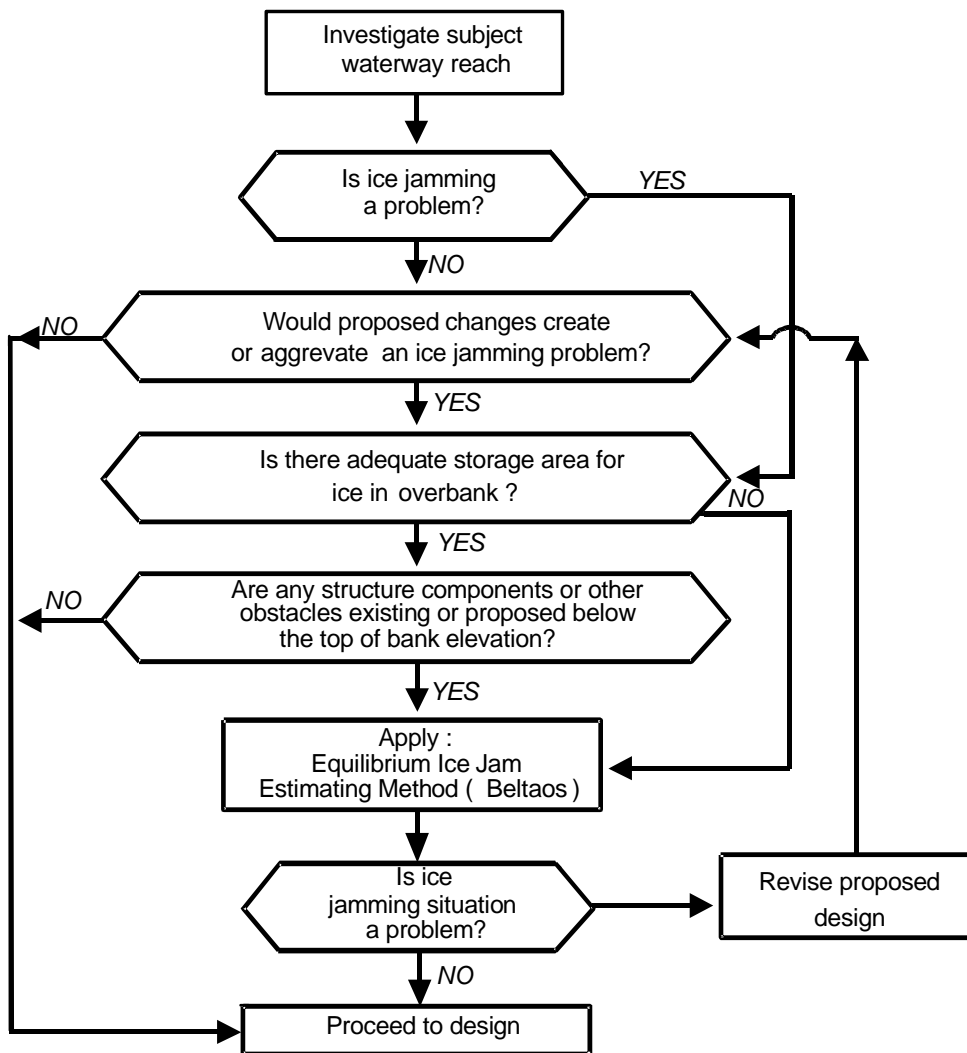 Investigate subject
waterway reach
Is ice jamming
a problem?
YES
NO
NO
Would proposed changes create
or aggrevate an ice jamming problem?
YES
Is there adequate storage area for
ice in overbank ?
NO
YES
NO
Are any structure components or other
obstacles existing or proposed below
the top of bank elevation?
YES
Apply :
Equilibrium Ice Jam
Estimating Method ( Beltaos )
Is ice
jamming situation
a problem?
Revise proposed
design
NO
Proceed to design